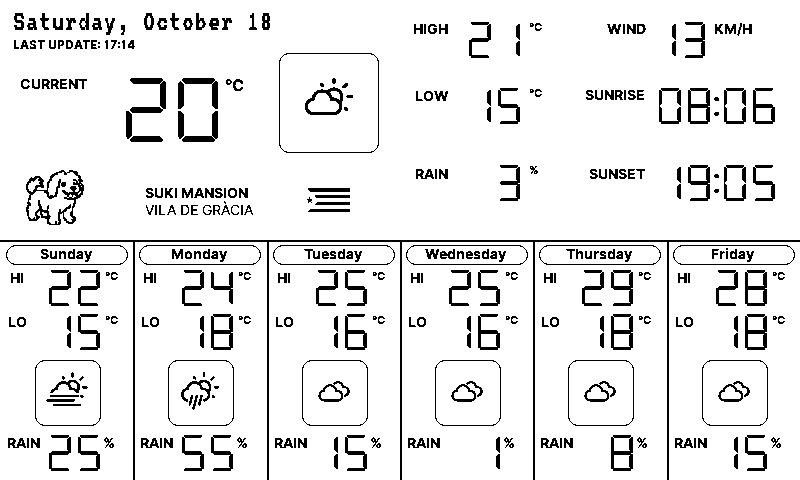 Saturday, October 18
LAST UPDATE: 17:14
CURRENT 20 °C
SUKI MANSION
VILA DE GRÀCIA
HIGH 21 °C
LOW 15 °C
RAIN 3 %
WIND 13 KM/H
SUNRISE 08:06
SUNSET 19:05
Sunday
HI 22 °C
LO 15 °C
RAIN 25 %
Monday
HI 24 °C
LO 18 °C
RAIN 55 %
Tuesday
HI 25 °C
LO 16 °C
RAIN 15 %
Wednesday
HI 25 °C
LO 16 °C
RAIN 1 %
Thursday
HI 29 °C
LO 18 °C
RAIN 8 %
Friday
HI 28 °C
LO 18 °C
RAIN 15 %